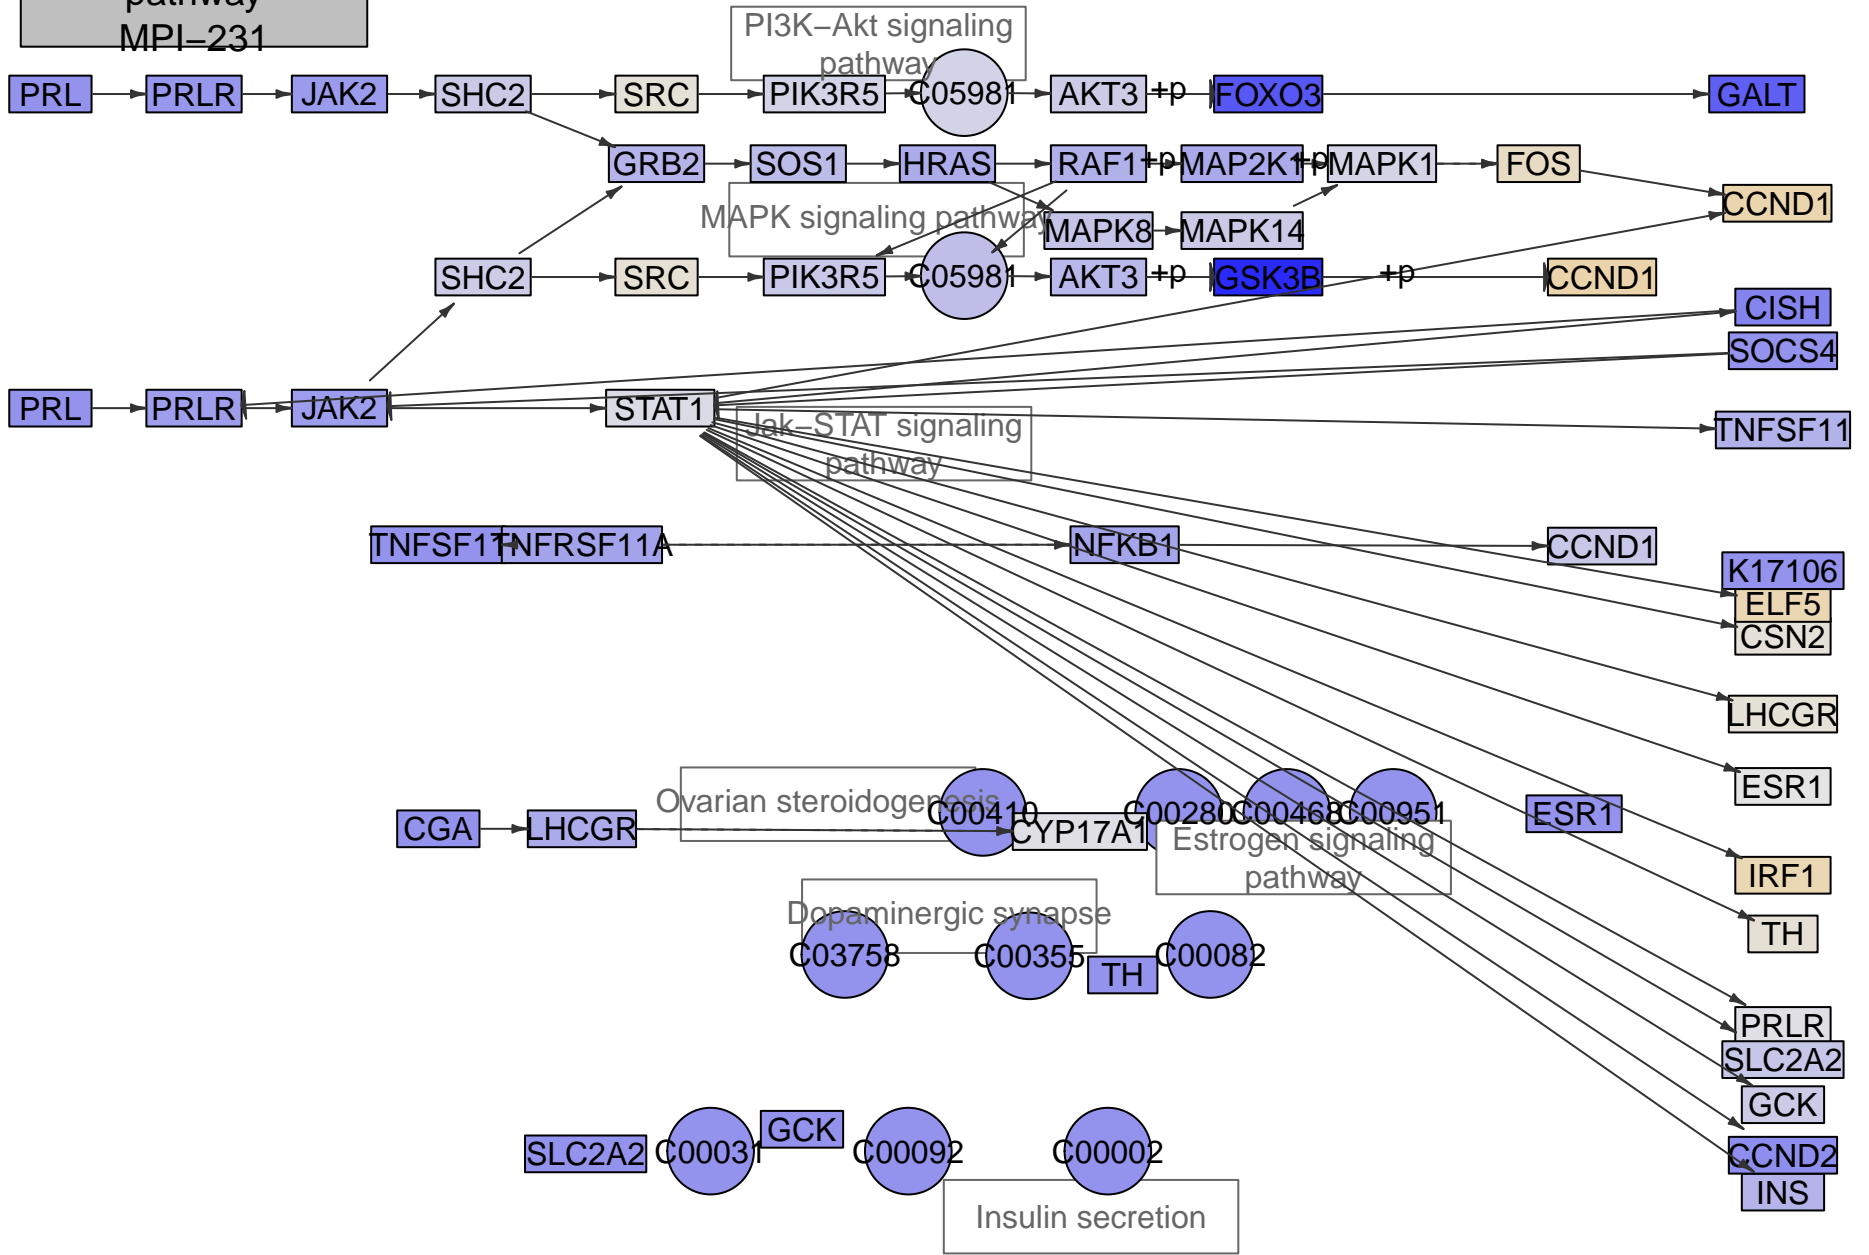 pathway
MPI−231
PI3K−Akt signaling
pathway
PRL
PRLR
JAK2
SHC2
SRC
PIK3R5
C05981
AKT3
+p
FOXO3
GALT
GRB2
SOS1
HRAS
RAF1
+p
MAP2K1
+p
MAPK1
FOS
CCND1
MAPK signaling pathway
MAPK8
MAPK14
SHC2
SRC
PIK3R5
C05981
AKT3
+p
GSK3B
+p
CCND1
CISH
SOCS4
PRL
PRLR
JAK2
STAT1
Jak−STAT signaling
pathway
TNFSF11
TNFSF11
TNFRSF11A
NFKB1
CCND1
K17106
ELF5
CSN2
LHCGR
ESR1
Ovarian steroidogenesis
C00410
C00280
C00468
C00951
ESR1
CGA
LHCGR
CYP17A1
Estrogen signaling
pathway
IRF1
Dopaminergic synapse
TH
C03758
C00355
TH
C00082
PRLR
SLC2A2
GCK
SLC2A2
C00031
GCK
C00092
C00002
CCND2
INS
Insulin secretion